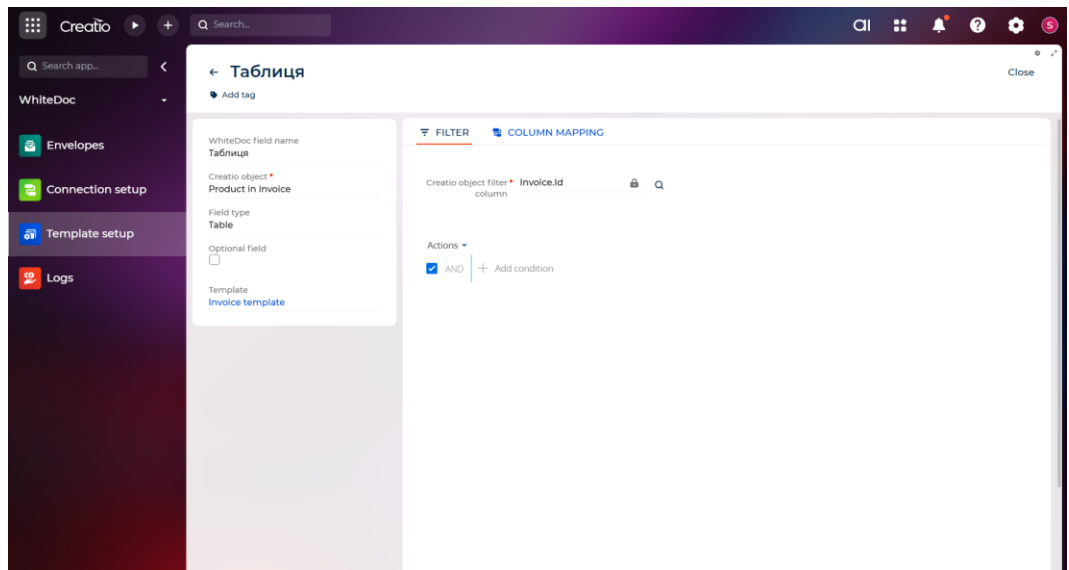 Creatio
Search...
S
Search app...
WhiteDoc
Envelopes
Connection setup
Template setup
Logs
← Таблиця
Close
Add tag
WhiteDoc field name
Таблиця
Creatio object*
Product in invoice
Field type
Table
Optional field
Template
Invoice template
FILTER
COLUMN MAPPING
Creatio object filter* Invoice.Id
column
Actions
AND
+ Add condition